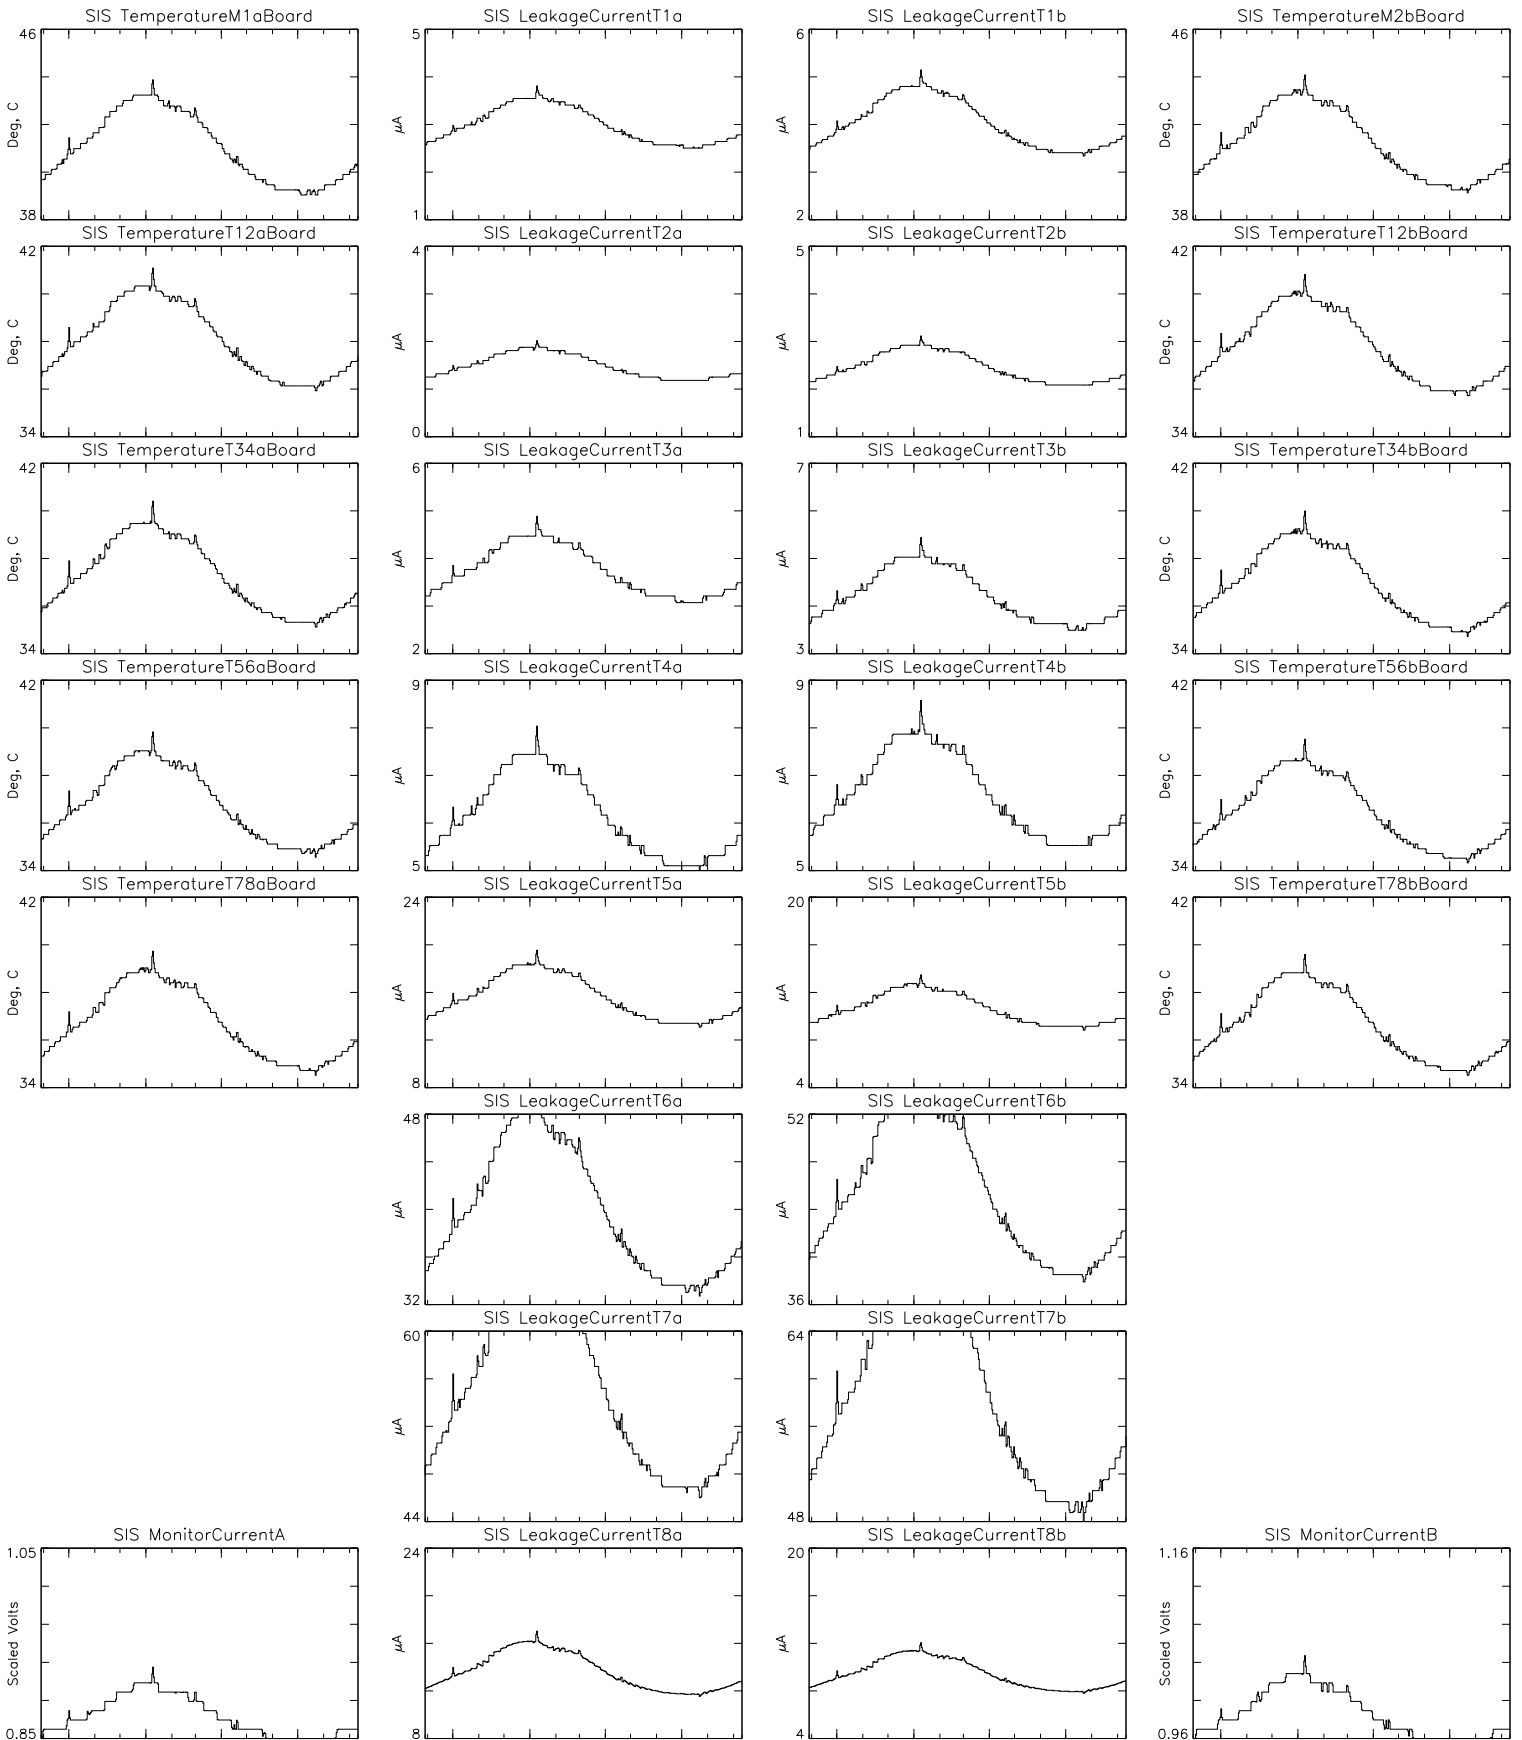 SIS TemperatureM1aBoard
46
Deg, C
38
SIS LeakageCurrentT1a
5
µA
1
SIS LeakageCurrentT1b
6
µA
2
SIS TemperatureM2bBoard
46
Deg, C
38
SIS TemperatureT12aBoard
42
Deg, C
34
SIS LeakageCurrentT2a
4
µA
0
SIS LeakageCurrentT2b
5
µA
1
SIS TemperatureT12bBoard
42
Deg, C
34
SIS TemperatureT34aBoard
42
Deg, C
34
SIS LeakageCurrentT3a
6
µA
2
SIS LeakageCurrentT3b
7
µA
3
SIS TemperatureT34bBoard
42
Deg, C
34
SIS TemperatureT56aBoard
42
Deg, C
34
SIS LeakageCurrentT4a
9
µA
5
SIS LeakageCurrentT4b
9
µA
5
SIS TemperatureT56bBoard
42
Deg, C
34
SIS TemperatureT78aBoard
42
Deg, C
34
SIS LeakageCurrentT5a
24
µA
8
SIS LeakageCurrentT5b
20
µA
4
SIS TemperatureT78bBoard
42
Deg, C
34
SIS LeakageCurrentT6a
48
µA
32
SIS LeakageCurrentT6b
52
µA
36
SIS LeakageCurrentT7a
60
µA
44
SIS LeakageCurrentT7b
64
µA
48
SIS MonitorCurrentA
1.05
Scaled Volts
0.85
SIS LeakageCurrentT8a
24
µA
8
SIS LeakageCurrentT8b
20
µA
4
SIS MonitorCurrentB
1.16
Scaled Volts
0.96